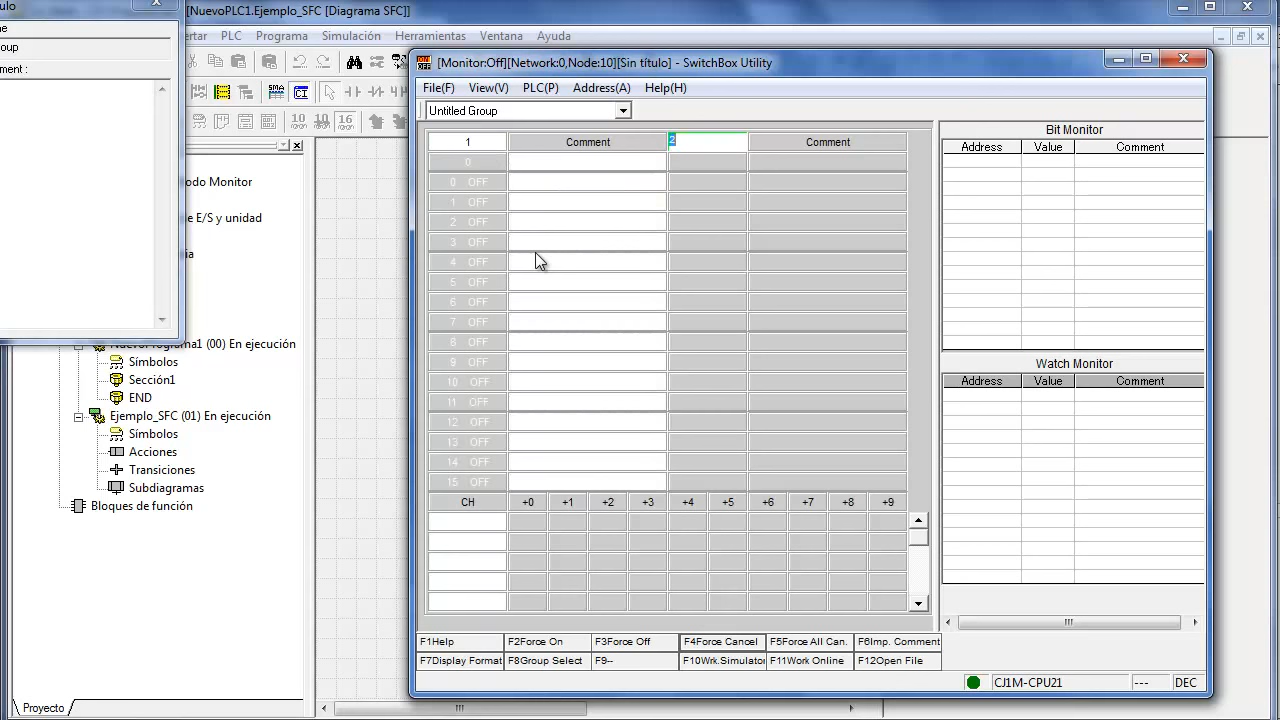 ulo
[NuevoPLC1.Ejemplo_SFC [Diagrama SFC]]
ne
ertar PLC Programa Simulación Herramientas Ventana Ayuda
oup
ment :
10 10 16
[Monitor:Off][Network:0,Node:10][Sin título] - SwitchBox Utility
File(F) View(V) PLC(P) Address(A) Help(H)
Untitled Group
1 Comment 2 Comment
0
0 OFF
1 OFF
2 OFF
3 OFF
4 OFF
5 OFF
6 OFF
7 OFF
8 OFF
9 OFF
10 OFF
11 OFF
12 OFF
13 OFF
14 OFF
15 OFF
CH +0 +1 +2 +3 +4 +5 +6 +7 +8 +9
Bit Monitor
Address Value Comment
Watch Monitor
Address Value Comment
F1Help F2Force On F3Force Off F4Force Cancel F5Force All Can. F6Imp. Comment
F7Display Format F8Group Select F9-- F10Wrk.Simulator F11Work Online F12Open File
CJ1M-CPU21 --- DEC
odo Monitor
e E/S y unidad
ia
NuevoPrograma1 (00) En ejecución
Símbolos
Sección1
END
Ejemplo_SFC (01) En ejecución
Símbolos
Acciones
Transiciones
Subdiagramas
Bloques de función
Proyecto